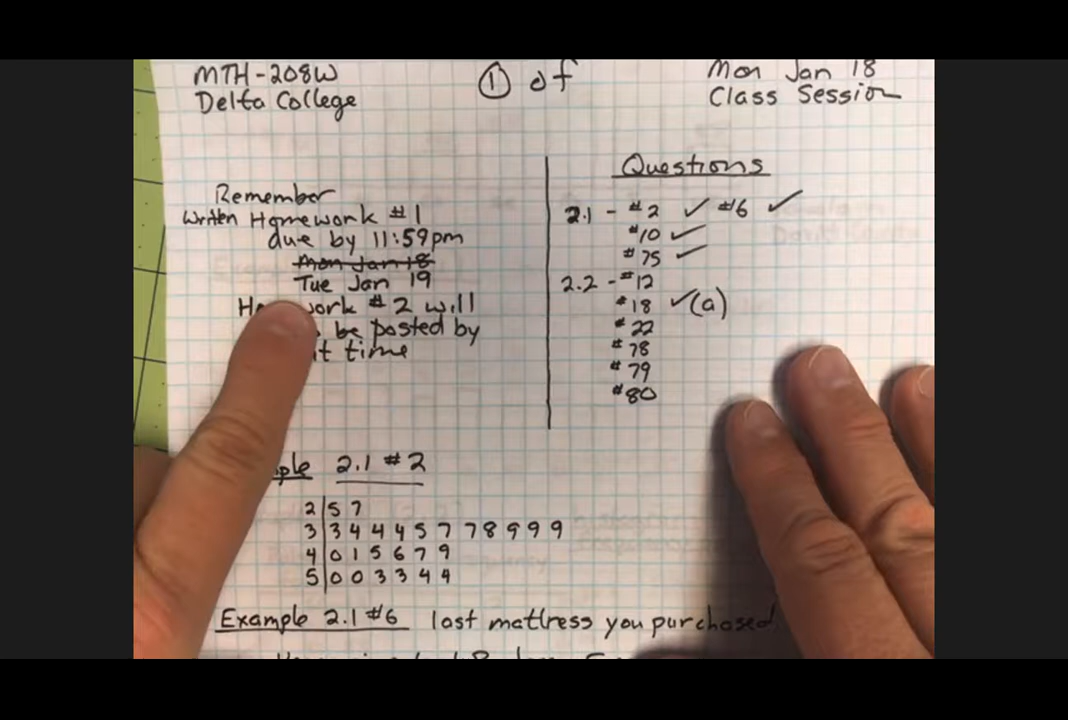 MTH-208W
Delta College
① of
Mon Jan 18
Class Session
Remember
Written Homework #1
due by 11:59pm
Mon Jan 18
Tue Jan 19
#2 will
be posted by
time
Questions
2.1 - #2 ✓ #6 ✓
#10 ✓
#75 ✓
2.2 - #12
#18 ✓(a)
#22
#78
#79
#80
2.1 #2
2 | 5 7
3 | 3 4 4 4 5 7 7 8 9 9 9
4 | 0 1 5 6 7 9
5 | 0 0 3 3 4 4
Example 2.1 #6 last mattress you purchased